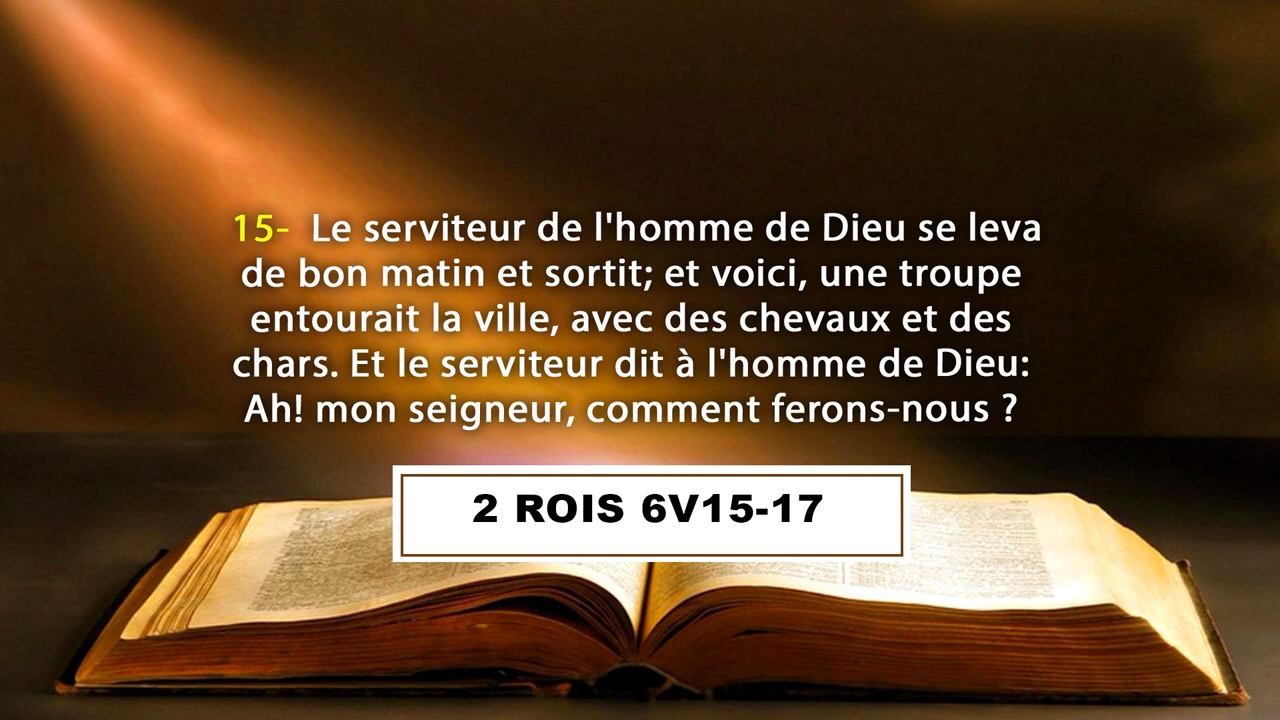 15- Le serviteur de l'homme de Dieu se leva
de bon matin et sortit; et voici, une troupe
entourait la ville, avec des chevaux et des
chars. Et le serviteur dit à l'homme de Dieu:
Ah! mon seigneur, comment ferons-nous ?
2 ROIS 6V15-17